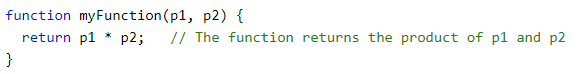 function myFunction(p1, p2) {
  return p1 * p2;   // The function returns the product of p1 and p2
}